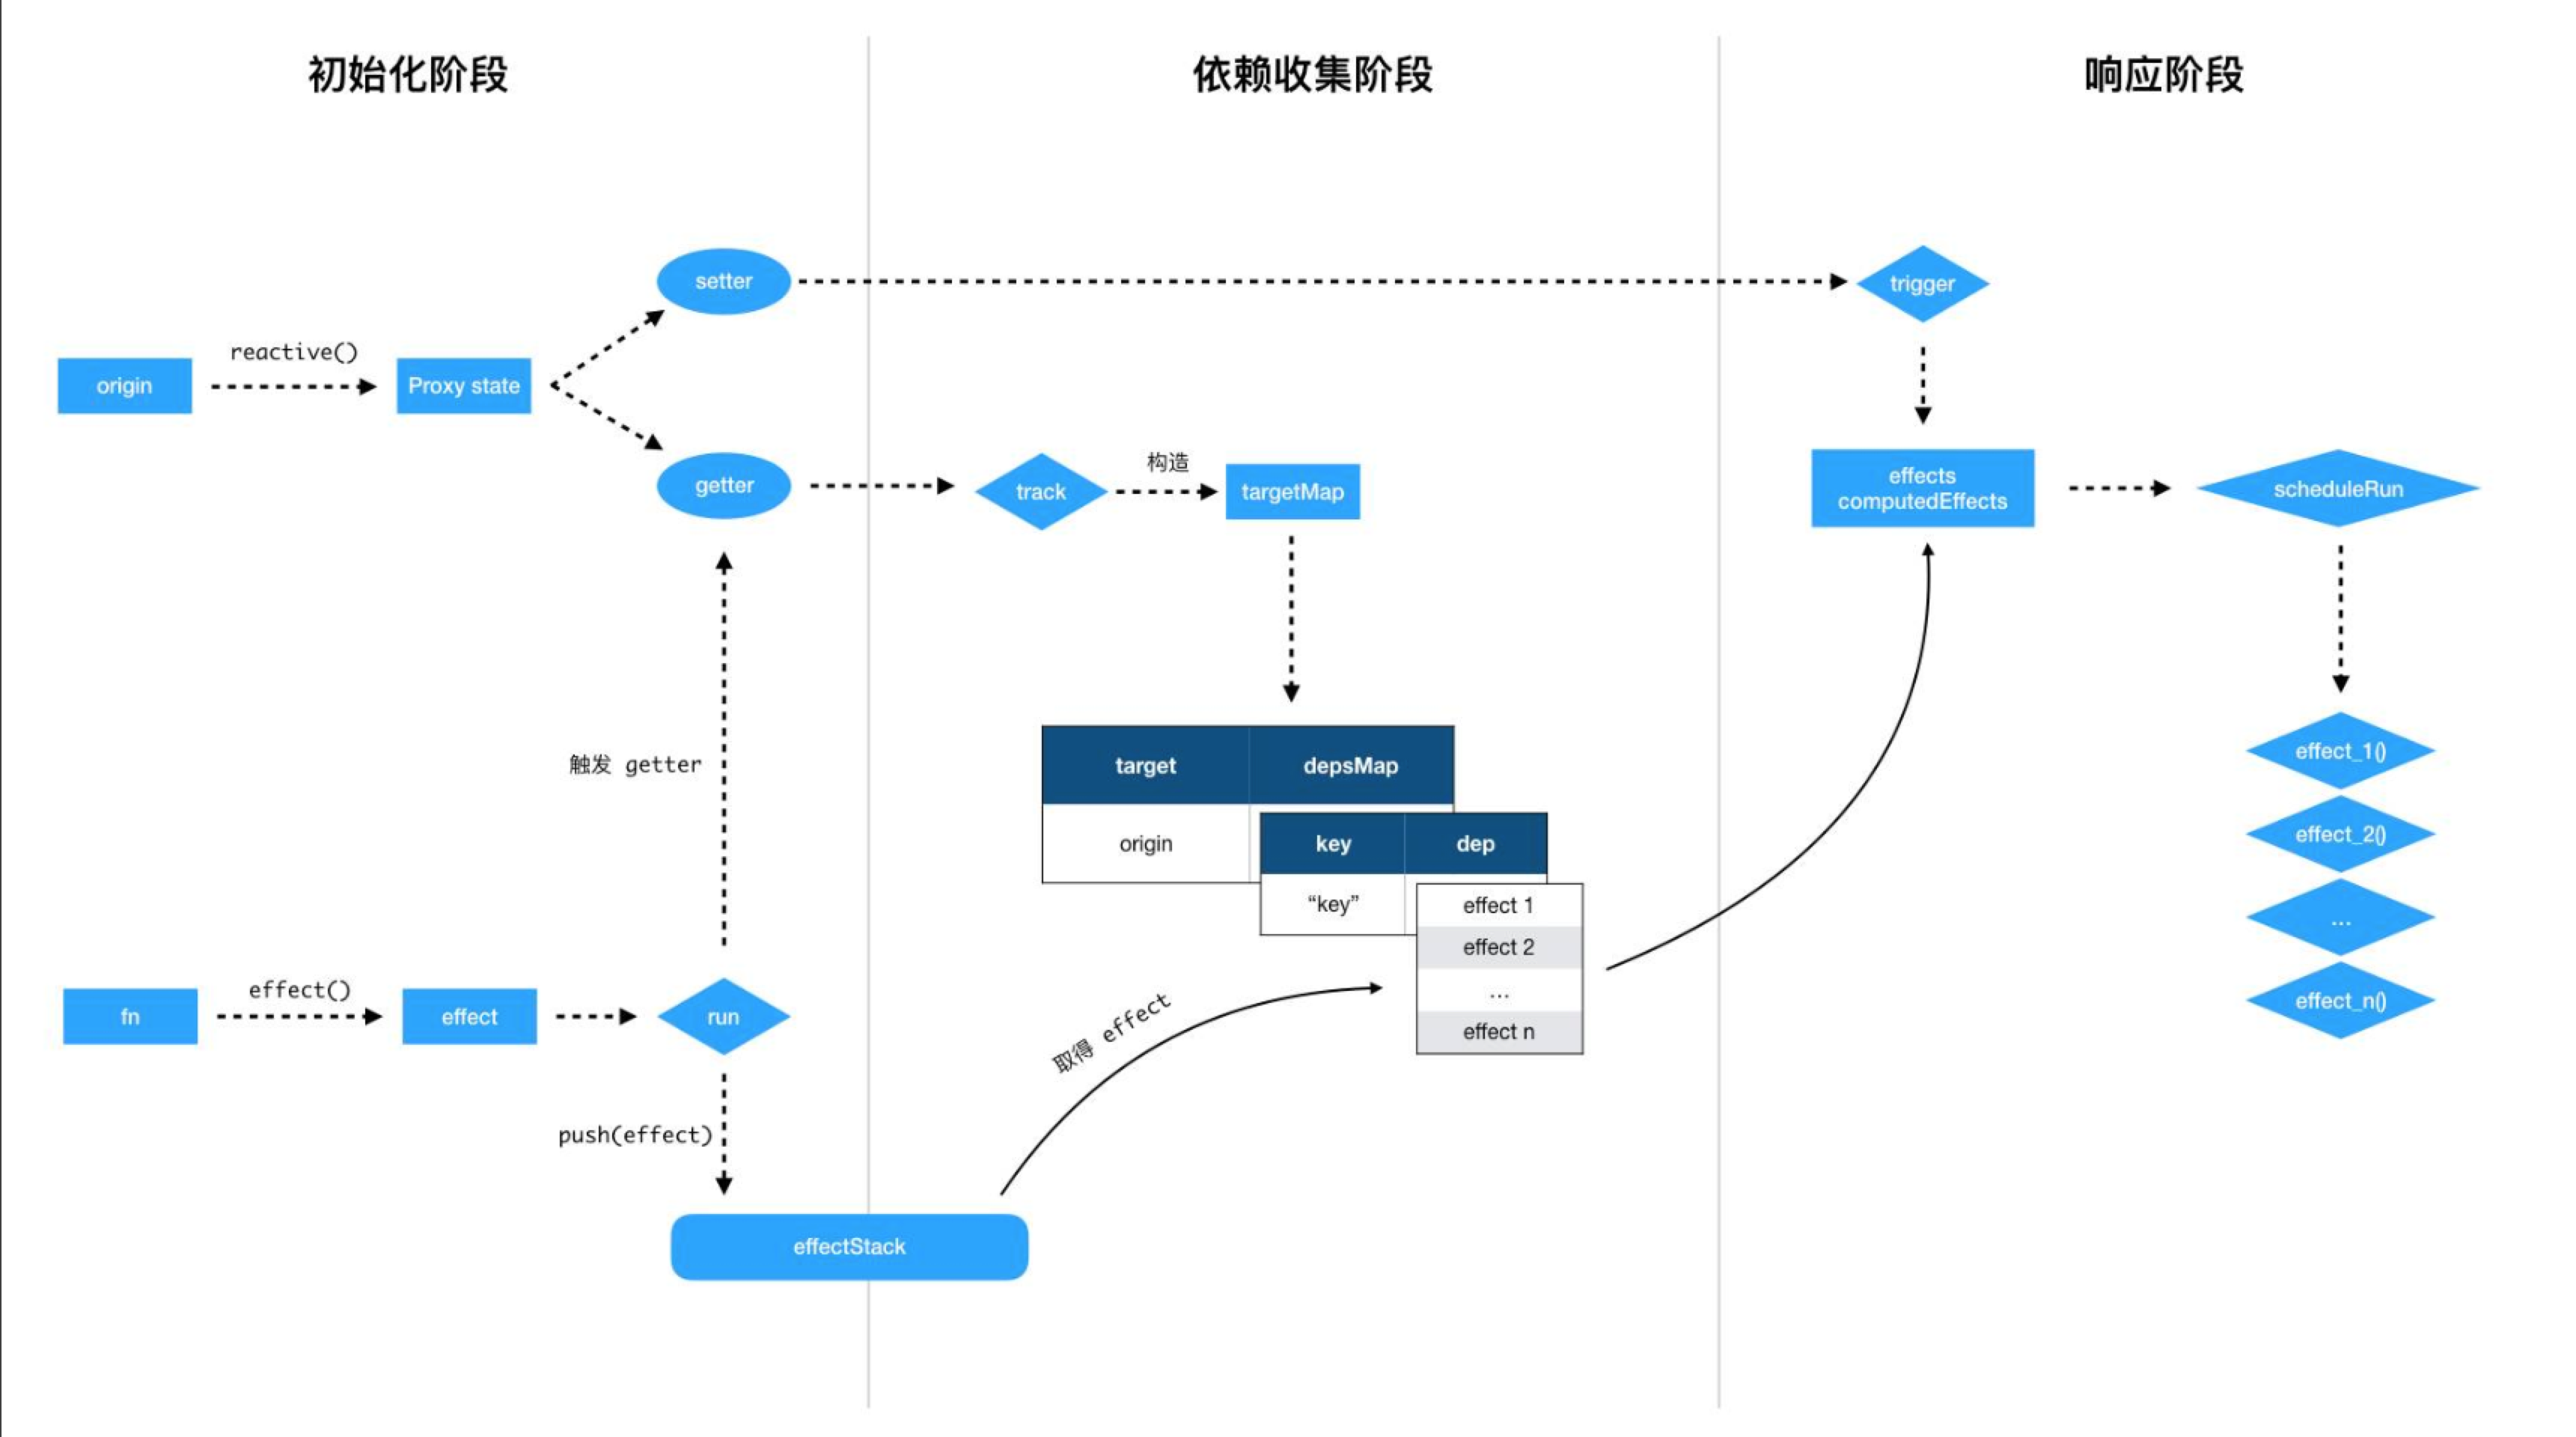 初始化阶段
依赖收集阶段
响应阶段
setter
trigger
reactive()
origin
Proxy state
getter
track
构造
targetMap
effects
computedEffects
scheduleRun
触发 getter
target
depsMap
origin
key
dep
“key”
effect 1
effect 2
...
effect n
effect_1()
effect_2()
...
effect_n()
fn
effect()
effect
run
取得 effect
push(effect)
effectStack